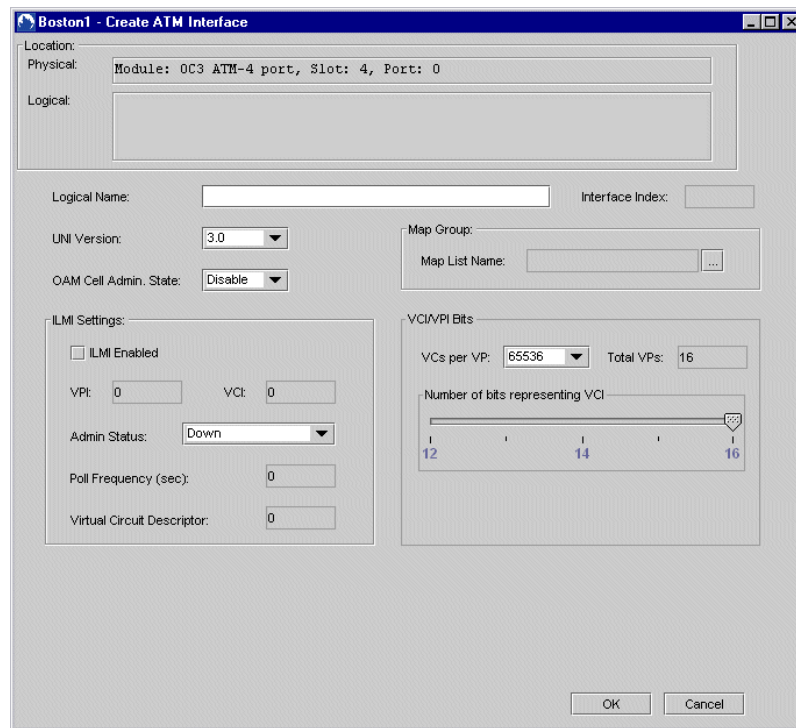 Boston1 - Create ATM Interface
Location:
Physical: Module: OC3 ATM-4 port, Slot: 4, Port: 0
Logical:
Logical Name: Interface Index:
UNI Version: 3.0
Map Group:
Map List Name: ...
OAM Cell Admin. State: Disable
ILMI Settings:
ILMI Enabled
VPI: 0 VCI: 0
Admin Status: Down
Poll Frequency (sec): 0
Virtual Circuit Descriptor: 0
VCI/VPI Bits
VCs per VP: 65536 Total VPs: 16
Number of bits representing VCI
12 14 16
OK Cancel